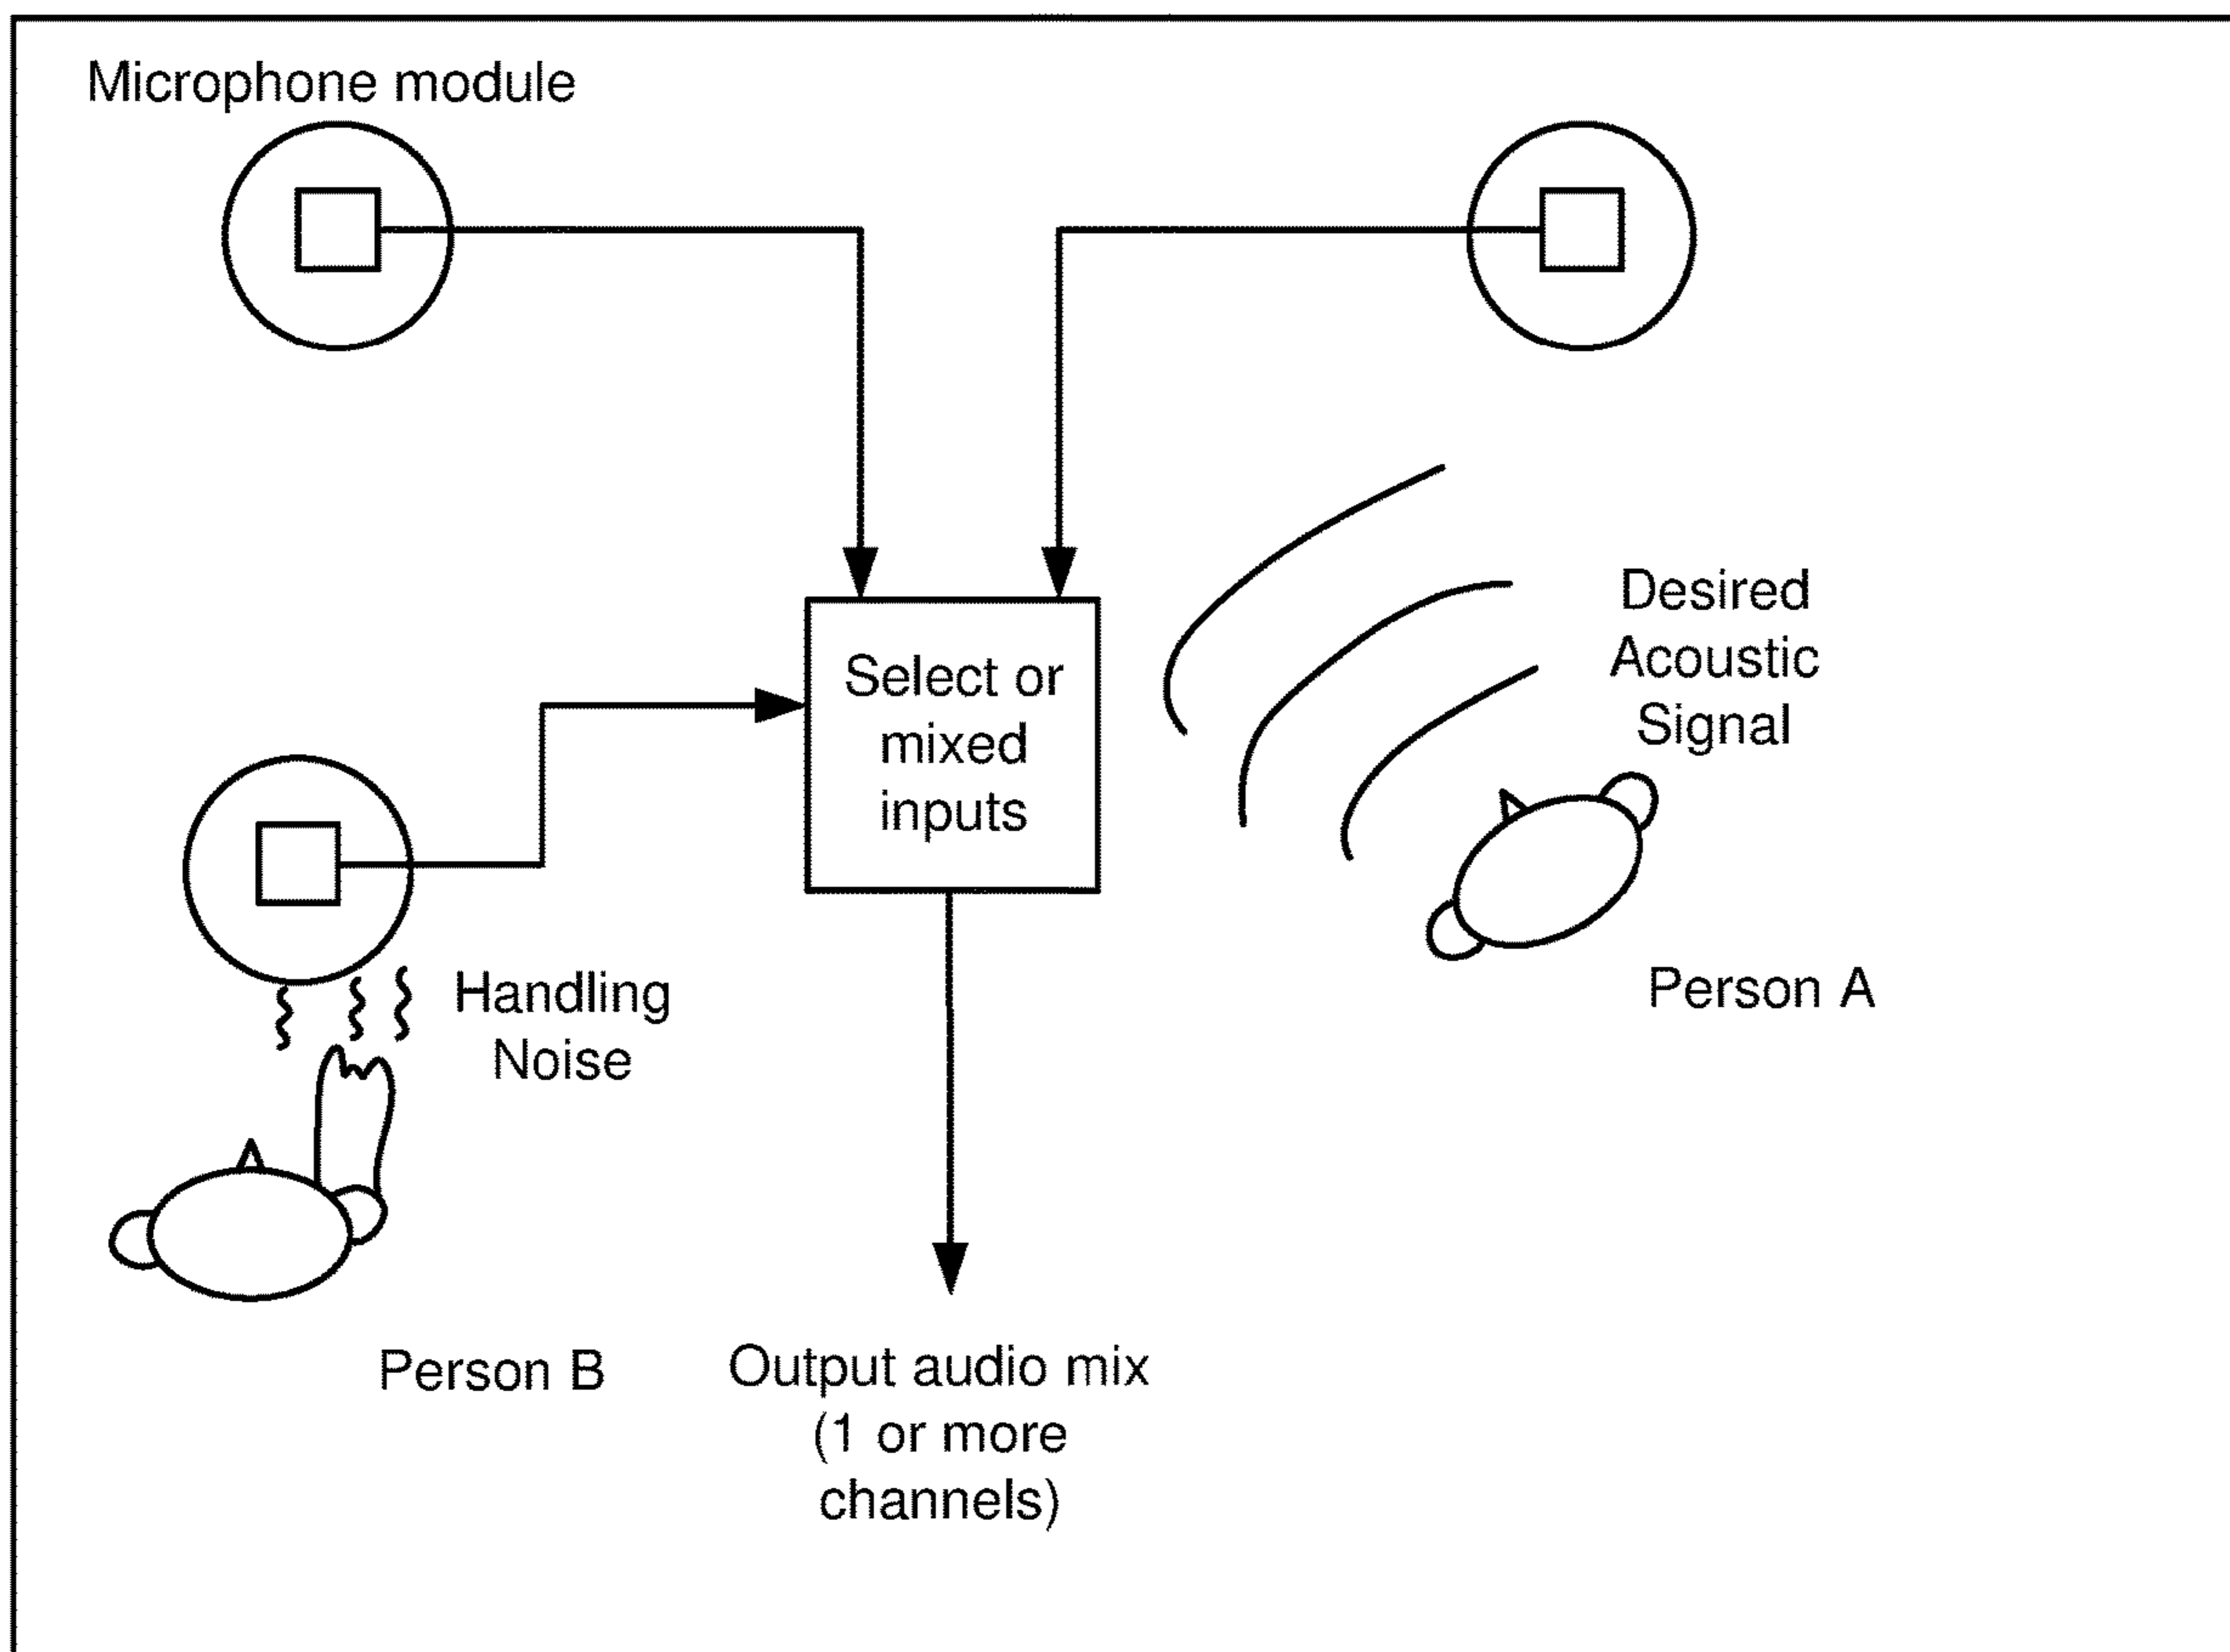 Microphone module
Desired
Acoustic
Signal
Select or
mixed
inputs
Handling
Noise
Person A
Person B
Output audio mix
(1 or more
channels)